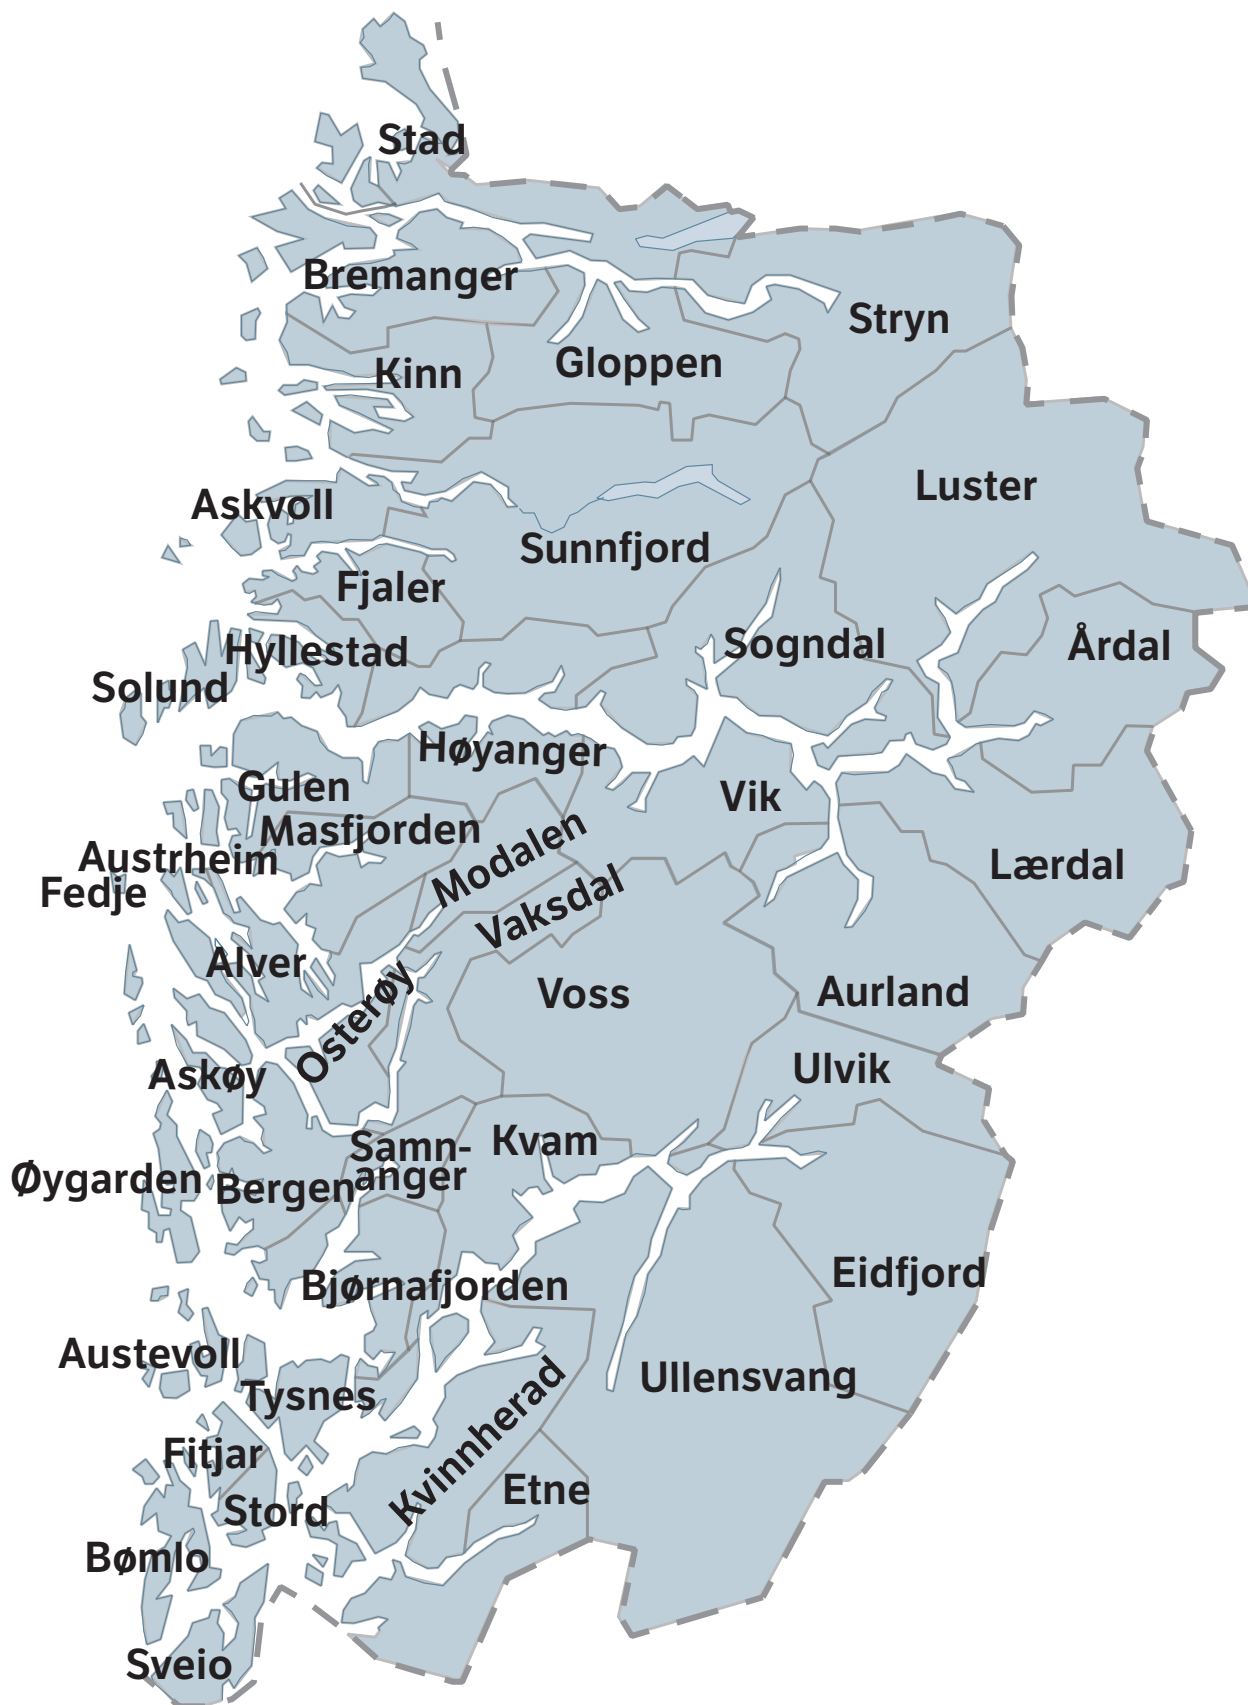 Stad
Bremanger
Stryn
Gloppen
Kinn
Luster
Askvoll
Sunnfjord
Fjaler
Sogndal
Årdal
Hyllestad
Solund
Høyanger
Gulen
Vik
Masfjorden
Modalen
Austrheim
Lærdal
Fedje
Vaksdal
Alver
Voss
Aurland
Osterøy
Askøy
Ulvik
Samn-
anger
Kvam
Øygarden
Bergen
Eidfjord
Bjørnafjorden
Austevoll
Ullensvang
Tysnes
Kvinnherad
Fitjar
Etne
Stord
Bømlo
Sveio